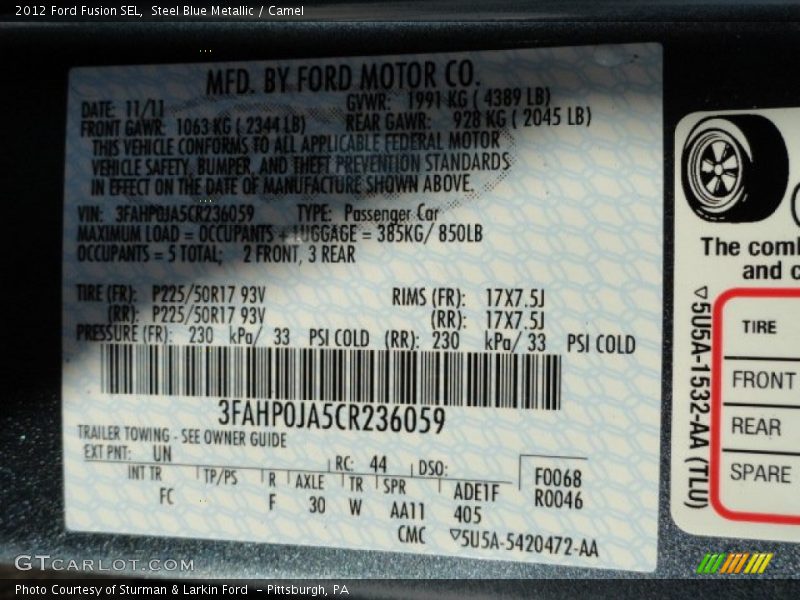 2012 Ford Fusion SEL, Steel Blue Metallic / Camel
MFD. BY FORD MOTOR CO.
DATE: 11/11 GVWR: 1991 KG ( 4389 LB)
FRONT GAWR: 1063 KG ( 2344 LB) REAR GAWR: 928 KG ( 2045 LB)
THIS VEHICLE CONFORMS TO ALL APPLICABLE FEDERAL MOTOR
VEHICLE SAFETY, BUMPER, AND THEFT PREVENTION STANDARDS
IN EFFECT ON THE DATE OF MANUFACTURE SHOWN ABOVE.
VIN: 3FAHP0JA5CR236059 TYPE: Passenger Car
MAXIMUM LOAD = OCCUPANTS + LUGGAGE = 385KG/ 850LB
OCCUPANTS = 5 TOTAL; 2 FRONT, 3 REAR
TIRE (FR): P225/50R17 93V RIMS (FR): 17X7.5J
(RR): P225/50R17 93V (RR): 17X7.5J
PRESSURE (FR): 230 kPa/ 33 PSI COLD (RR): 230 kPa/ 33 PSI COLD
3FAHP0JA5CR236059
TRAILER TOWING - SEE OWNER GUIDE
EXT PNT: UN RC: 44 DSO: F0068
INT TR TP/PS R AXLE TR SPR ADE1F R0046
FC F 30 W AA11 405
CMC ▽5U5A-5420472-AA
The comb
and c
▽5U5A-1532-AA (TLU)
TIRE
FRONT
REAR
SPARE
GTCARLOT.COM
Photo Courtesy of Sturman & Larkin Ford - Pittsburgh, PA